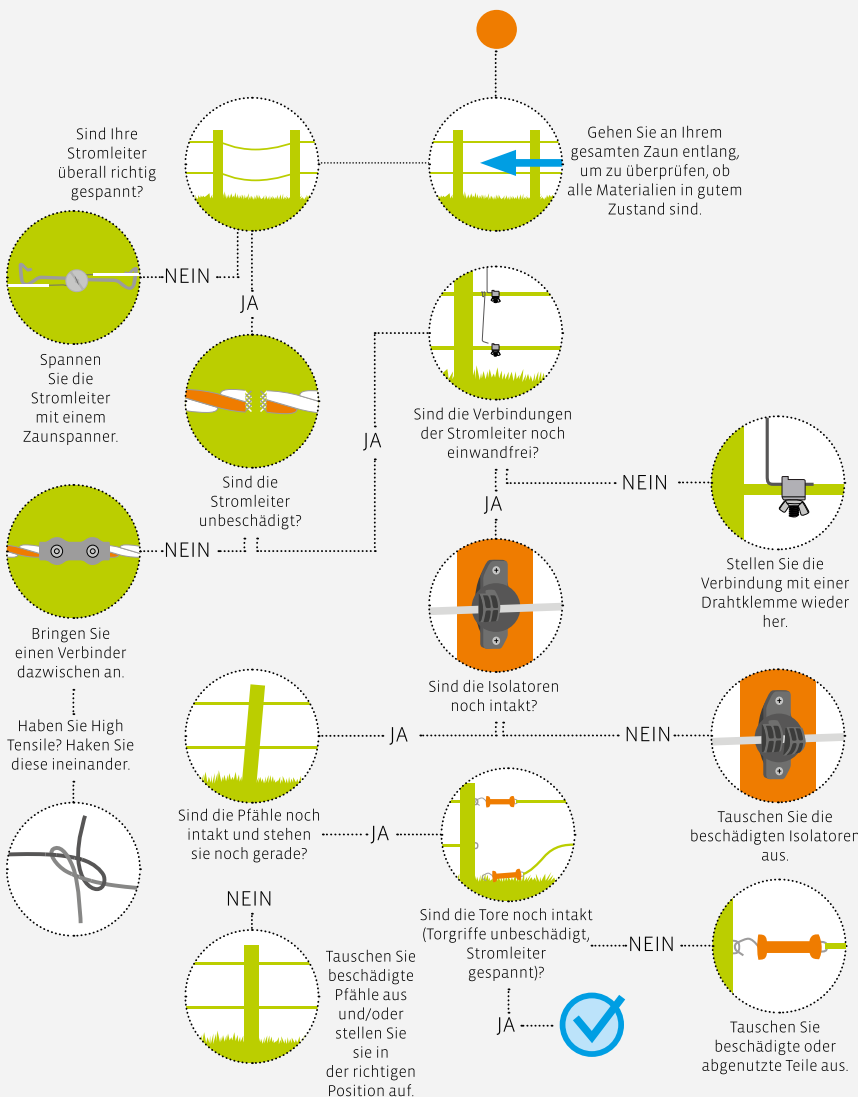 Gehen Sie an Ihrem
gesamten Zaun entlang,
um zu überprüfen, ob
alle Materialien in gutem
Zustand sind.
Sind Ihre
Stromleiter
überall richtig
gespannt?
NEIN
JA
Spannen
Sie die
Stromleiter
mit einem
Zaunspanner.
Sind die
Stromleiter
unbeschädigt?
NEIN
JA
Bringen Sie
einen Verbinder
dazwischen an.
Haben Sie High
Tensile? Haken Sie
diese ineinander.
Sind die Verbindungen
der Stromleiter noch
einwandfrei?
NEIN
JA
Stellen Sie die
Verbindung mit einer
Drahtklemme wieder
her.
Sind die Isolatoren
noch intakt?
JA
NEIN
Tauschen Sie die
beschädigten Isolatoren
aus.
Sind die Pfähle noch
intakt und stehen
sie noch gerade?
JA
NEIN
Tauschen Sie
beschädigte
Pfähle aus
und/oder
stellen Sie
sie in
der richtigen
Position auf.
Sind die Tore noch intakt
(Torgriffe unbeschädigt,
Stromleiter
gespannt)?
NEIN
JA
Tauschen Sie
beschädigte oder
abgenutzte Teile aus.